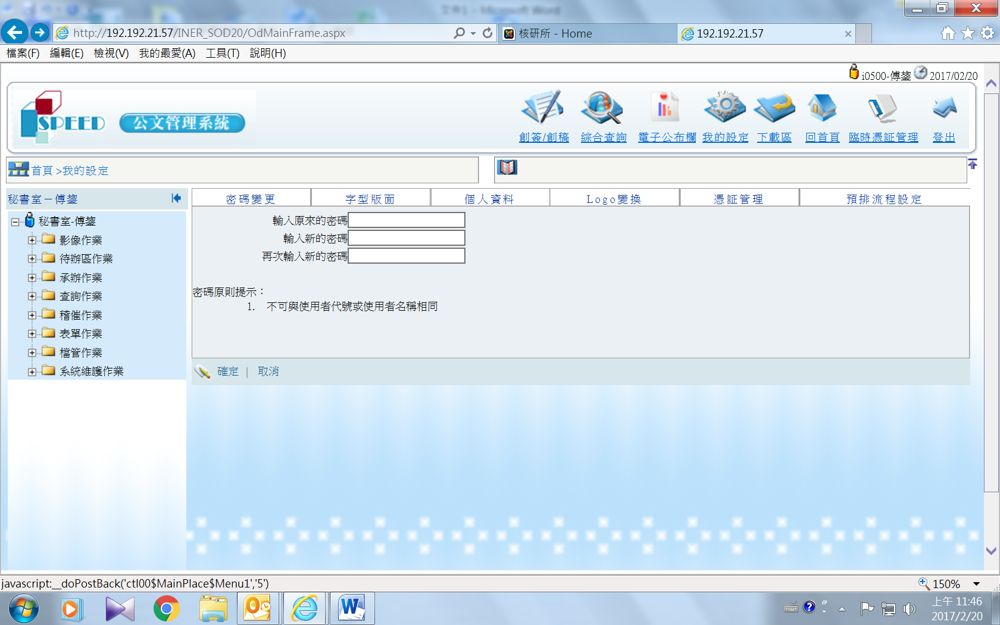 http://192.192.21.57/INER_SOD20/OdMainFrame.aspx
核研所 - Home
192.192.21.57
檔案(F) 編輯(E) 檢視(V) 我的最愛(A) 工具(T) 說明(H)
i0500-傅鋆 2017/02/20
SPEED 公文管理系統
創簽/創稿 綜合查詢 電子公布欄 我的設定 下載區 回首頁 臨時憑証管理 登出
首頁 >我的設定
秘書室－傅鋆
密碼變更 字型版面 個人資料 Logo變換 憑証管理 預排流程設定
秘書室-傅鋆
影像作業
待辦區作業
承辦作業
查詢作業
稽催作業
表單作業
檔管作業
系統維護作業
輸入原來的密碼
輸入新的密碼
再次輸入新的密碼
密碼原則提示：
1. 不可與使用者代號或使用者名稱相同
確定 | 取消
javascript:__doPostBack('ctl00$MainPlace$Menu1','5')
150%
上午 11:46
2017/2/20